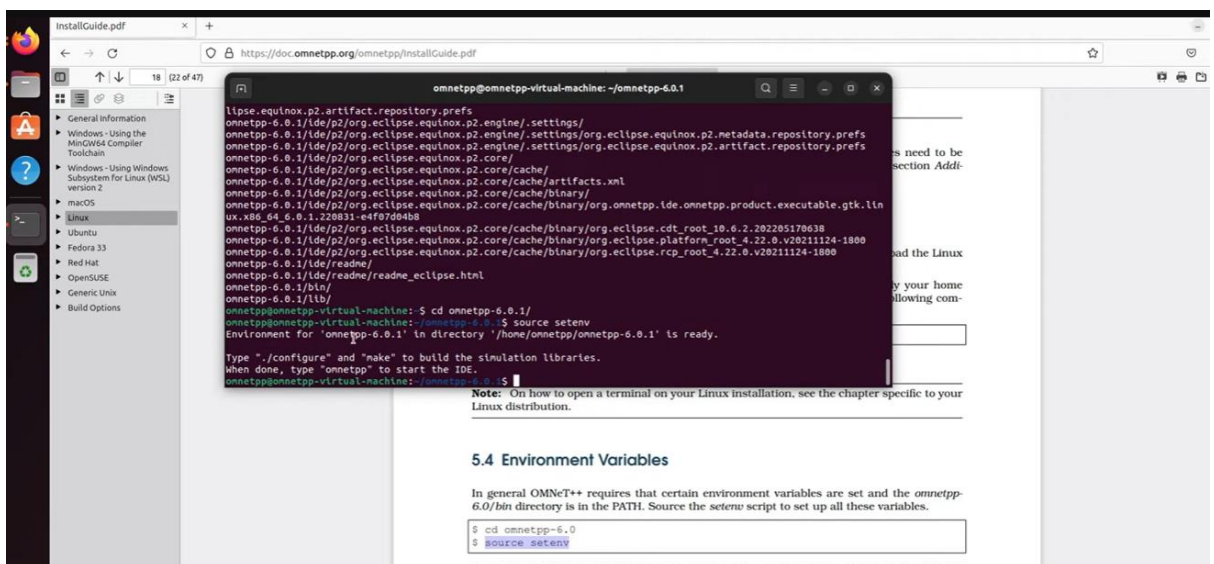 InstallGuide.pdf
https://doc.omnetpp.org/omnetpp/InstallGuide.pdf
18 (22 of 47)
General Information
Windows - Using the
MinGW64 Compiler
Toolchain
Windows - Using Windows
Subsystem for Linux (WSL)
version 2
macOS
Linux
Ubuntu
Fedora 33
Red Hat
OpenSUSE
Generic Unix
Build Options
omnetpp@omnetpp-virtual-machine: ~/omnetpp-6.0.1
lipse.equinox.p2.artifact.repository.prefs
omnetpp-6.0.1/ide/p2/org.eclipse.equinox.p2.engine/.settings/
omnetpp-6.0.1/ide/p2/org.eclipse.equinox.p2.engine/.settings/org.eclipse.equinox.p2.metadata.repository.prefs
omnetpp-6.0.1/ide/p2/org.eclipse.equinox.p2.engine/.settings/org.eclipse.equinox.p2.artifact.repository.prefs
omnetpp-6.0.1/ide/p2/org.eclipse.equinox.p2.core/
omnetpp-6.0.1/ide/p2/org.eclipse.equinox.p2.core/cache/
omnetpp-6.0.1/ide/p2/org.eclipse.equinox.p2.core/cache/artifacts.xml
omnetpp-6.0.1/ide/p2/org.eclipse.equinox.p2.core/cache/binary/
omnetpp-6.0.1/ide/p2/org.eclipse.equinox.p2.core/cache/binary/org.omnetpp.ide.omnetpp.product.executable.gtk.lin
ux.x86_64_6.0.1.220831-e4f07d04b8
omnetpp-6.0.1/ide/p2/org.eclipse.equinox.p2.core/cache/binary/org.eclipse.cdt_root_10.6.2.202205170638
omnetpp-6.0.1/ide/p2/org.eclipse.equinox.p2.core/cache/binary/org.eclipse.platform_root_4.22.0.v20211124-1800
omnetpp-6.0.1/ide/p2/org.eclipse.equinox.p2.core/cache/binary/org.eclipse.rcp_root_4.22.0.v20211124-1800
omnetpp-6.0.1/ide/readme/
omnetpp-6.0.1/ide/readme/readme_eclipse.html
omnetpp-6.0.1/bin/
omnetpp-6.0.1/lib/
omnetpp@omnetpp-virtual-machine:~$ cd omnetpp-6.0.1/
omnetpp@omnetpp-virtual-machine:~/omnetpp-6.0.1$ source setenv
Environment for 'omnetpp-6.0.1' in directory '/home/omnetpp/omnetpp-6.0.1' is ready.
Type "./configure" and "make" to build the simulation libraries.
When done, type "omnetpp" to start the IDE.
omnetpp@omnetpp-virtual-machine:~/omnetpp-6.0.1$
es need to be
section Addi-
oad the Linux
ly your home
ollowing com-
Note: On how to open a terminal on your Linux installation, see the chapter specific to your
Linux distribution.
5.4 Environment Variables
In general OMNeT++ requires that certain environment variables are set and the omnetpp-
6.0/bin directory is in the PATH. Source the setenv script to set up all these variables.
$ cd omnetpp-6.0
$ source setenv